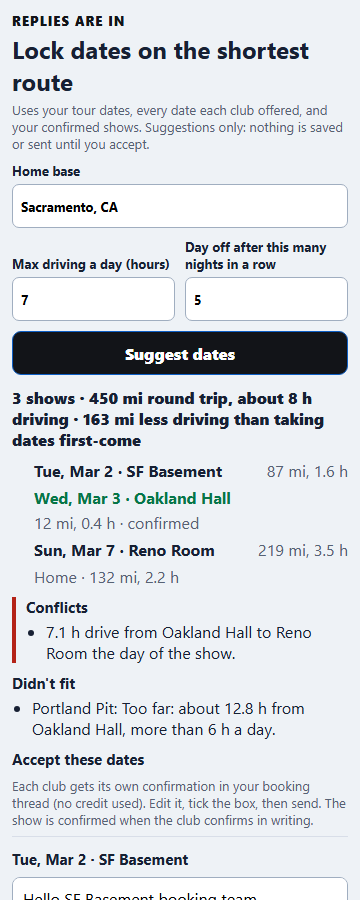 REPLIES ARE IN
Lock dates on the shortest
route
Uses your tour dates, every date each club offered, and
your confirmed shows. Suggestions only: nothing is saved
or sent until you accept.
Home base
Sacramento, CA
Max driving a day (hours)
7
Day off after this many
nights in a row
5
Suggest dates
3 shows · 450 mi round trip, about 8 h
driving · 163 mi less driving than taking
dates first-come
Tue, Mar 2 · SF Basement 87 mi, 1.6 h
Wed, Mar 3 · Oakland Hall
12 mi, 0.4 h · confirmed
Sun, Mar 7 · Reno Room 219 mi, 3.5 h
Home · 132 mi, 2.2 h
Conflicts
• 7.1 h drive from Oakland Hall to Reno
Room the day of the show.
Didn't fit
• Portland Pit: Too far: about 12.8 h from
Oakland Hall, more than 6 h a day.
Accept these dates
Each club gets its own confirmation in your booking
thread (no credit used). Edit it, tick the box, then send. The
show is confirmed when the club confirms in writing.
Tue, Mar 2 · SF Basement
Hello SF Basement booking team